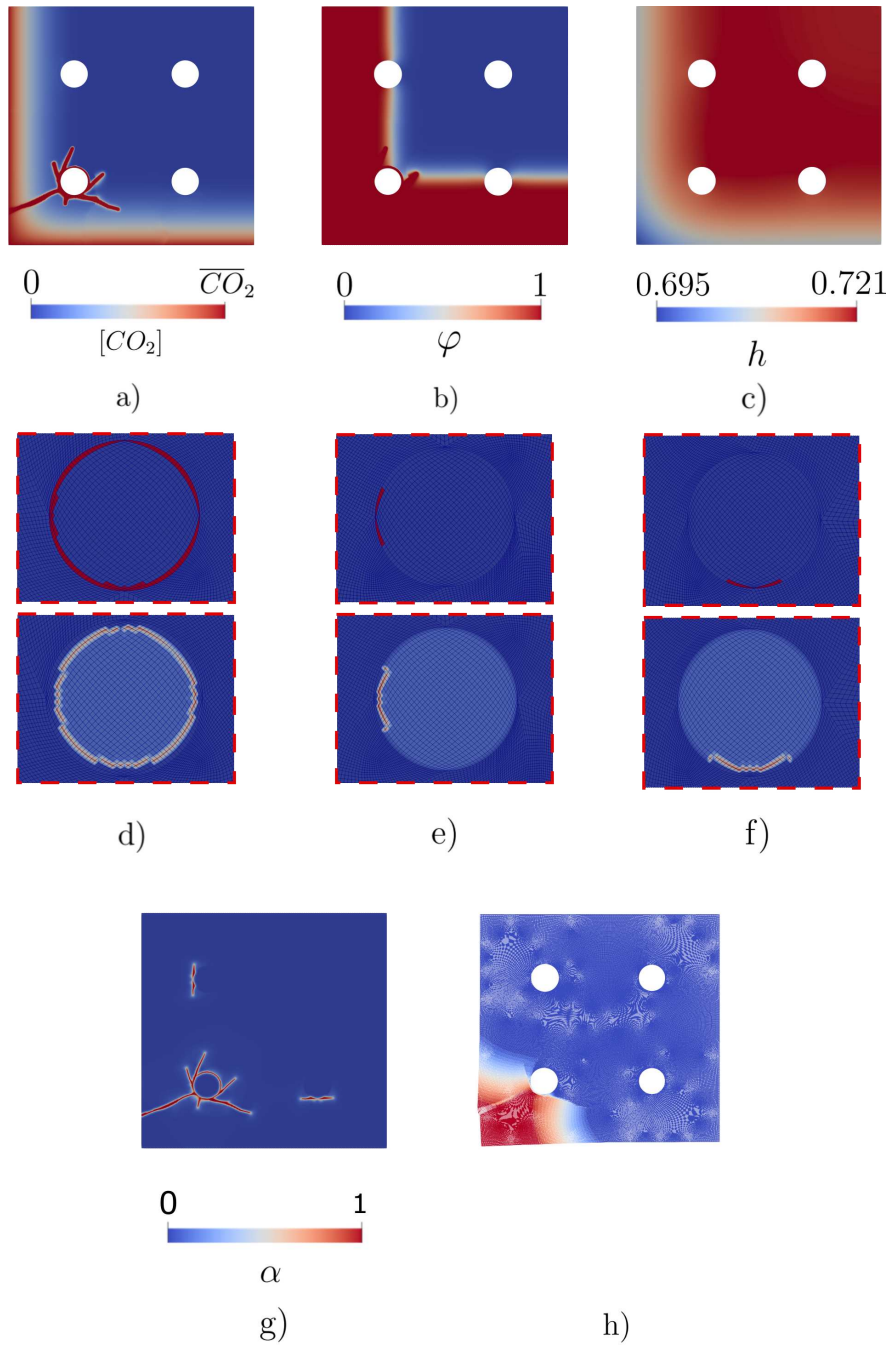 0 $\overline{CO}_2$ 0 1 0.695 0.721
$[CO_2]$ $\varphi$ $h$
a) b) c)
d) e) f)
0 1
$\alpha$
g) h)